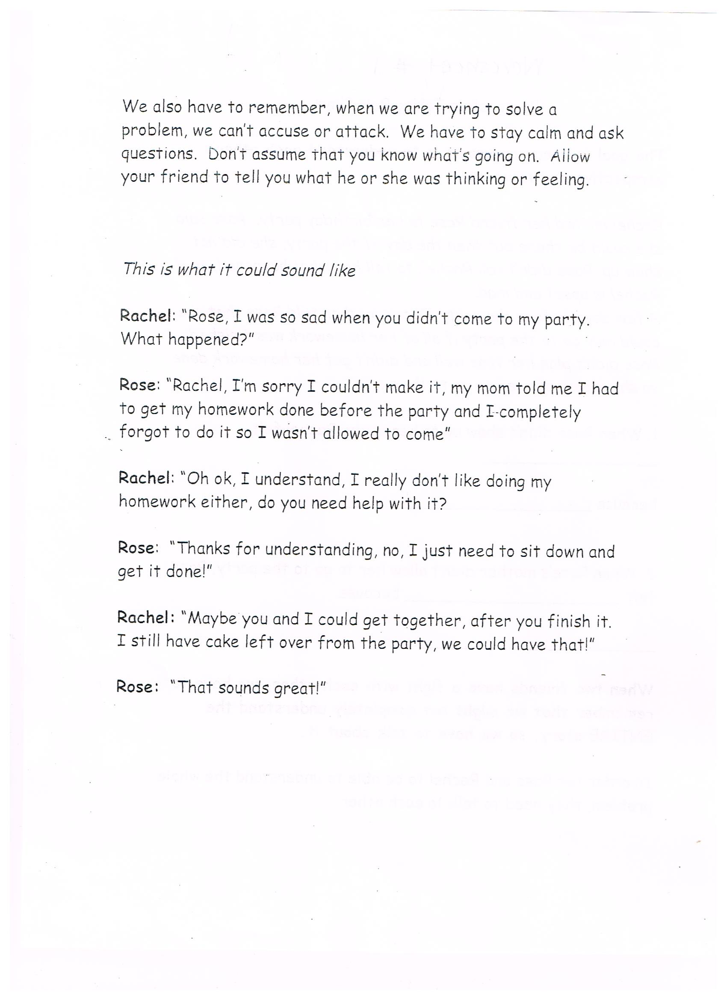 We also have to remember, when we are trying to solve a
problem, we can't accuse or attack.  We have to stay calm and ask
questions.  Don't assume that you know what's going on.  Allow
your friend to tell you what he or she was thinking or feeling.
This is what it could sound like
Rachel: "Rose, I was so sad when you didn't come to my party.
What happened?"
Rose: "Rachel, I'm sorry I couldn't make it, my mom told me I had
to get my homework done before the party and I completely
forgot to do it so I wasn't allowed to come"
Rachel: "Oh ok, I understand, I really don't like doing my
homework either, do you need help with it?
Rose:  "Thanks for understanding, no, I just need to sit down and
get it done!"
Rachel: "Maybe you and I could get together, after you finish it.
I still have cake left over from the party, we could have that!"
Rose:  "That sounds great!"